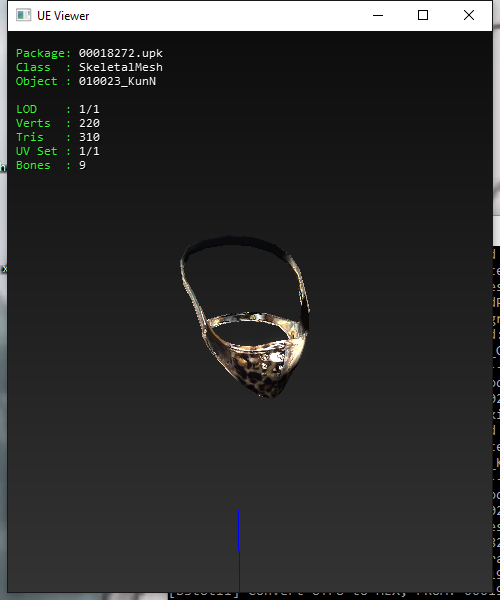 UE Viewer
Package: 00018272.upk
Class : SkeletalMesh
Object : 010023_KunN
LOD : 1/1
Verts : 220
Tris : 310
UV Set : 1/1
Bones : 9